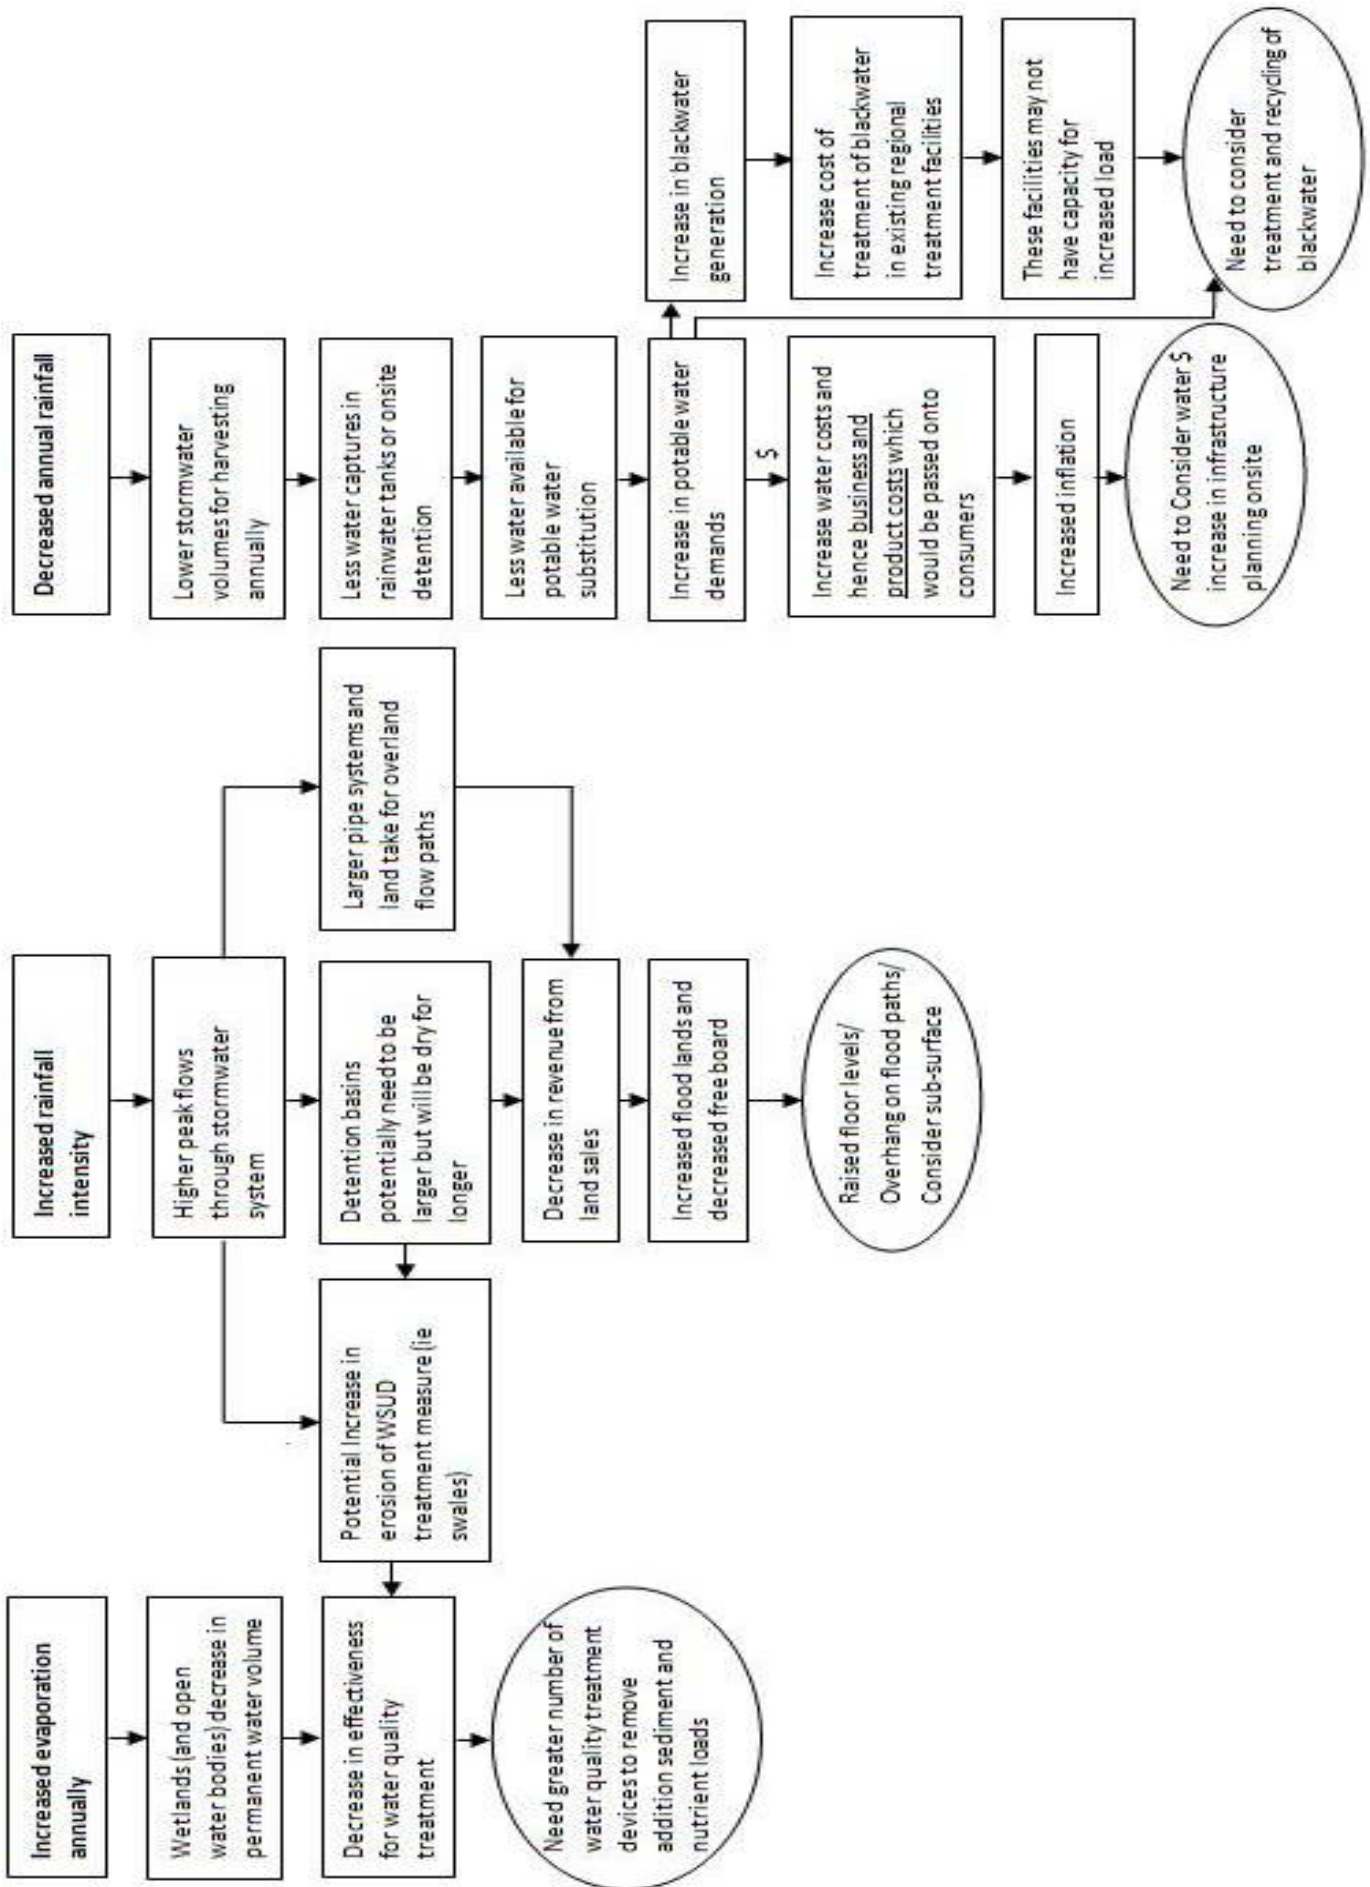 Increased evaporation
annually
Wetlands (and open
water bodies) decrease in
permanent water volume
Decrease in effectiveness
for water quality
treatment
Need greater number of
water quality treatment
devices to remove
addition sediment and
nutrient loads
Potential Increase in
erosion of WSUD
treatment measure (ie
swales)
Increased rainfall
intensity
Higher peak flows
through stormwater
system
Detention basins
potentially need to be
larger but will be dry for
longer
Decrease in revenue from
land sales
Increased flood lands and
decreased freeboard
Raised floor levels/
Overhang on flood paths/
Consider sub-surface
Larger pipe systems and
land take for overland
flow paths
Decreased annual rainfall
Lower stormwater
volumes for harvesting
annually
Less water captures in
rainwater tanks or onsite
detention
Less water available for
potable water
substitution
Increase in potable water
demands
$
Increase water costs and
hence business and
product costs which
would be passed onto
consumers
Increased inflation
Need to Consider water $
increase in infrastructure
planning onsite
Increase in blackwater
generation
Increase cost of
treatment of blackwater
in existing regional
treatment facilities
These facilities may not
have capacity for
increased load
Need to consider
treatment and recycling of
blackwater